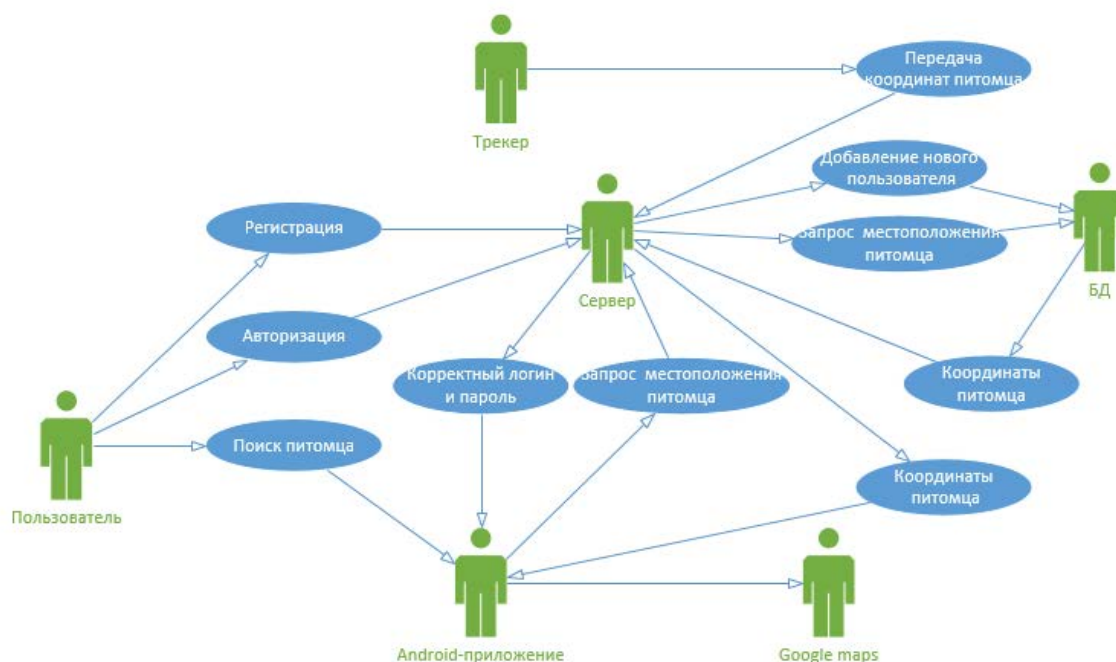 Передача
координат питомца
Трекер
Добавление нового
пользователя
Регистрация
Запрос местоположения
питомца
Сервер
БД
Авторизация
Корректный логин
и пароль
Запрос местоположения
питомца
Координаты
питомца
Поиск питомца
Координаты
питомца
Пользователь
Android-приложение
Google maps